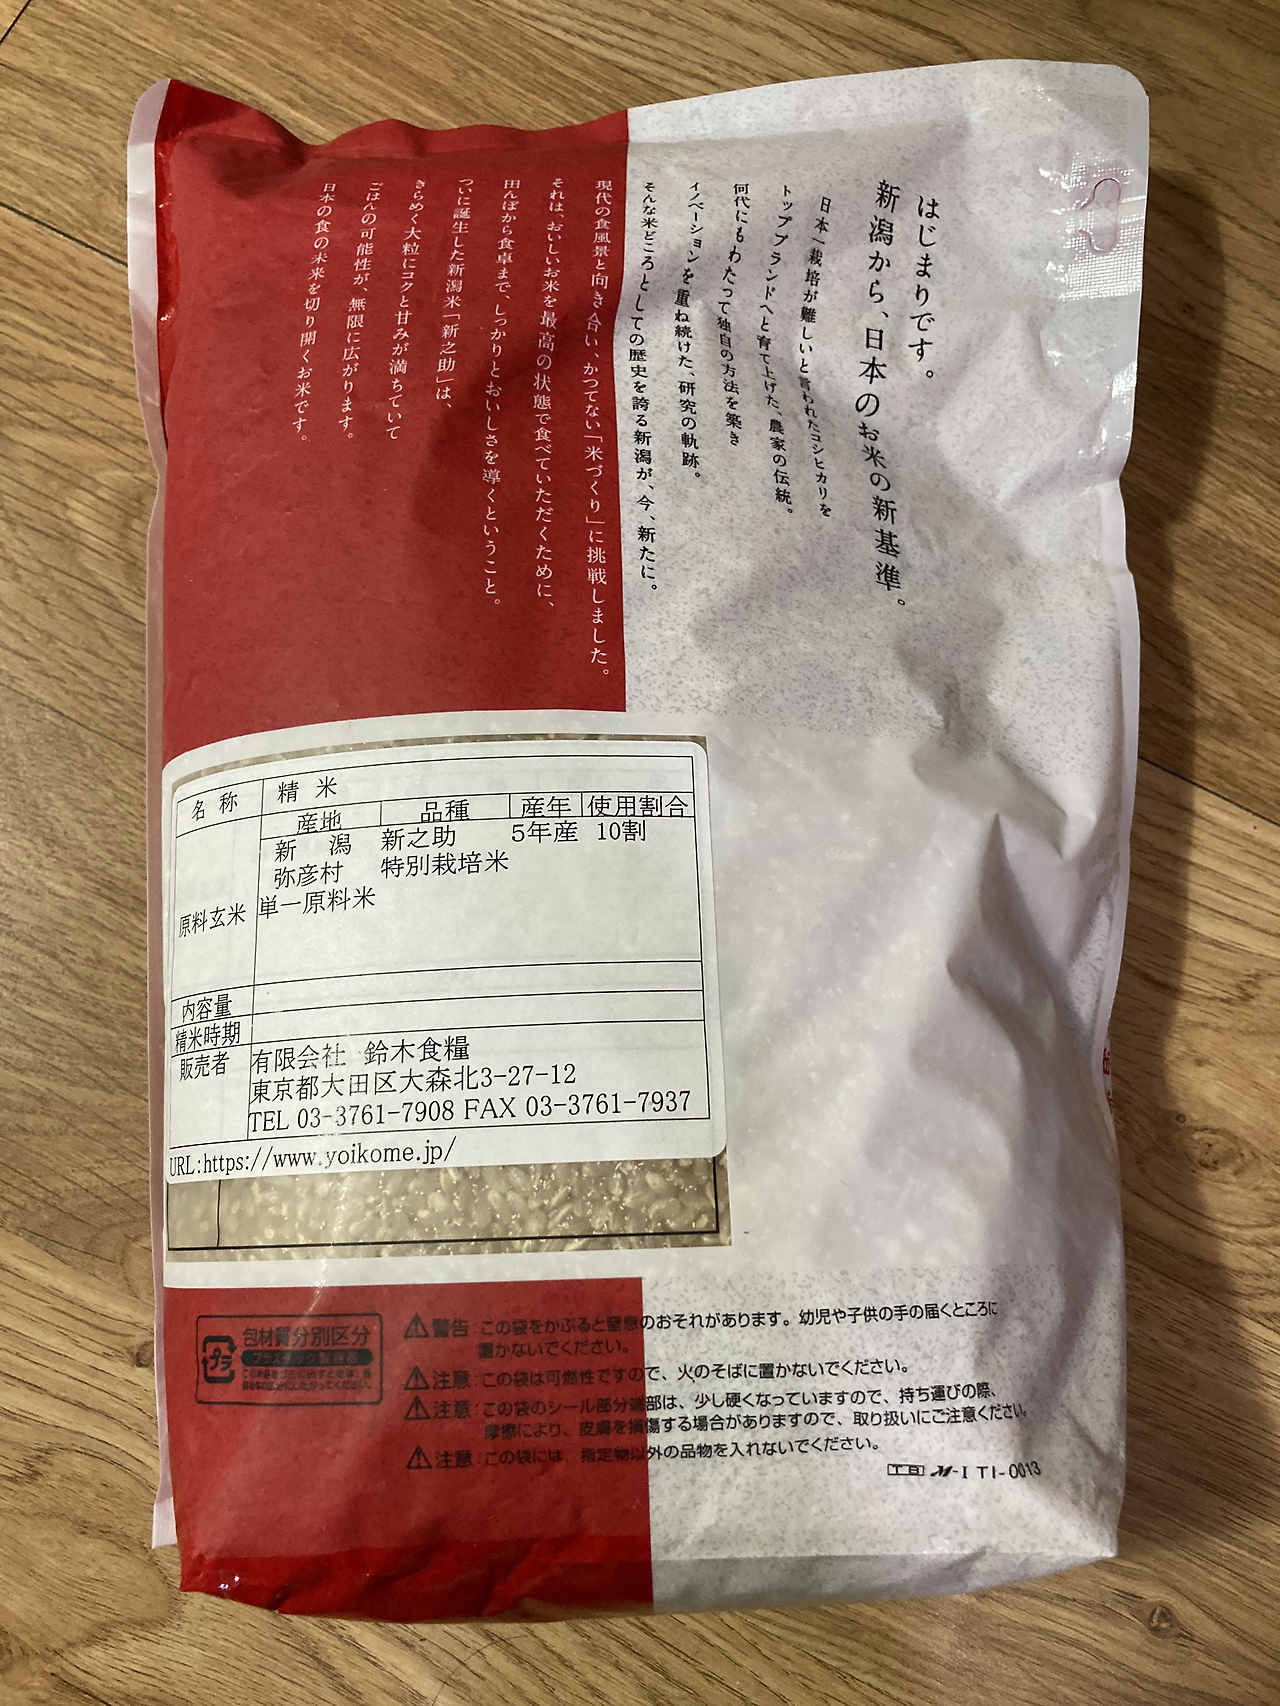 はじまりです。
新潟から、日本のお米の新基準。
日本一栽培が難しいと言われたコシヒカリを
トップブランドへと育て上げた、農家の伝統。
何代にもわたって独自の方法を築き
イノベーションを重ね続けた、研究の軌跡。
そんな米どころとしての歴史を誇る新潟が、今、新たに。
現代の食風景と向き合い、かつてない「米づくり」に挑戦しました。
それは、おいしいお米を最高の状態で食べていただくために、
田んぼから食卓まで、しっかりとおいしさを導くということ。
ついに誕生した新潟米「新之助」は、
きらめく大粒にコクと甘みが満ちていて
ごはんの可能性が、無限に広がります。
日本の食の未来を切り開くお米です。
名称 精米
産地 品種 産年 使用割合
新潟 新之助 5年産 10割
弥彦村 特別栽培米
原料玄米 単一原料米
内容量
精米時期
販売者 有限会社 鈴木食糧
東京都大田区大森北3-27-12
TEL 03-3761-7908 FAX 03-3761-7937
URL:https://www.yoikome.jp/
包材質分別区分
プラ
プラスチック製容器
⚠警告:この袋をかぶると窒息のおそれがあります。幼児や子供の手の届くところに
置かないでください。
⚠注意:この袋は可燃性ですので、火のそばに置かないでください。
⚠注意:この袋のシール部分端部は、少し硬くなっていますので、持ち運びの際、
摩擦により、皮膚を損傷する場合がありますので、取り扱いにご注意ください。
⚠注意:この袋には、指定物以外の品物を入れないでください。
M-I TI-0013